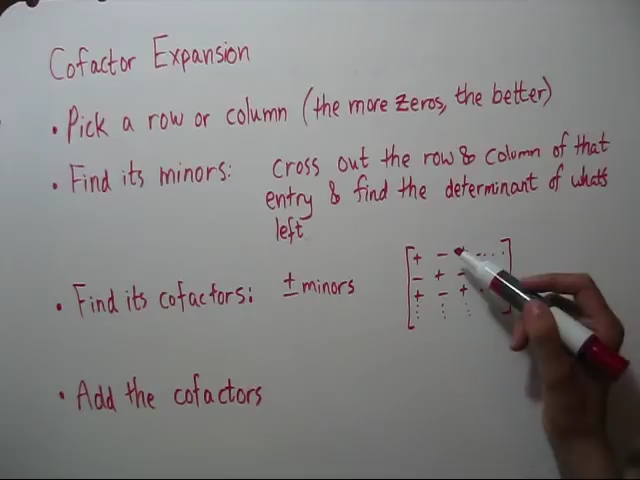 Cofactor Expansion
• Pick a row or column (the more zeros, the better)
• Find its minors: cross out the row & column of that
entry & find the determinant of whats
left
• Find its cofactors: ± minors
+ - + ...
- + -
+ - +
⋮ ⋮ ⋮
• Add the cofactors